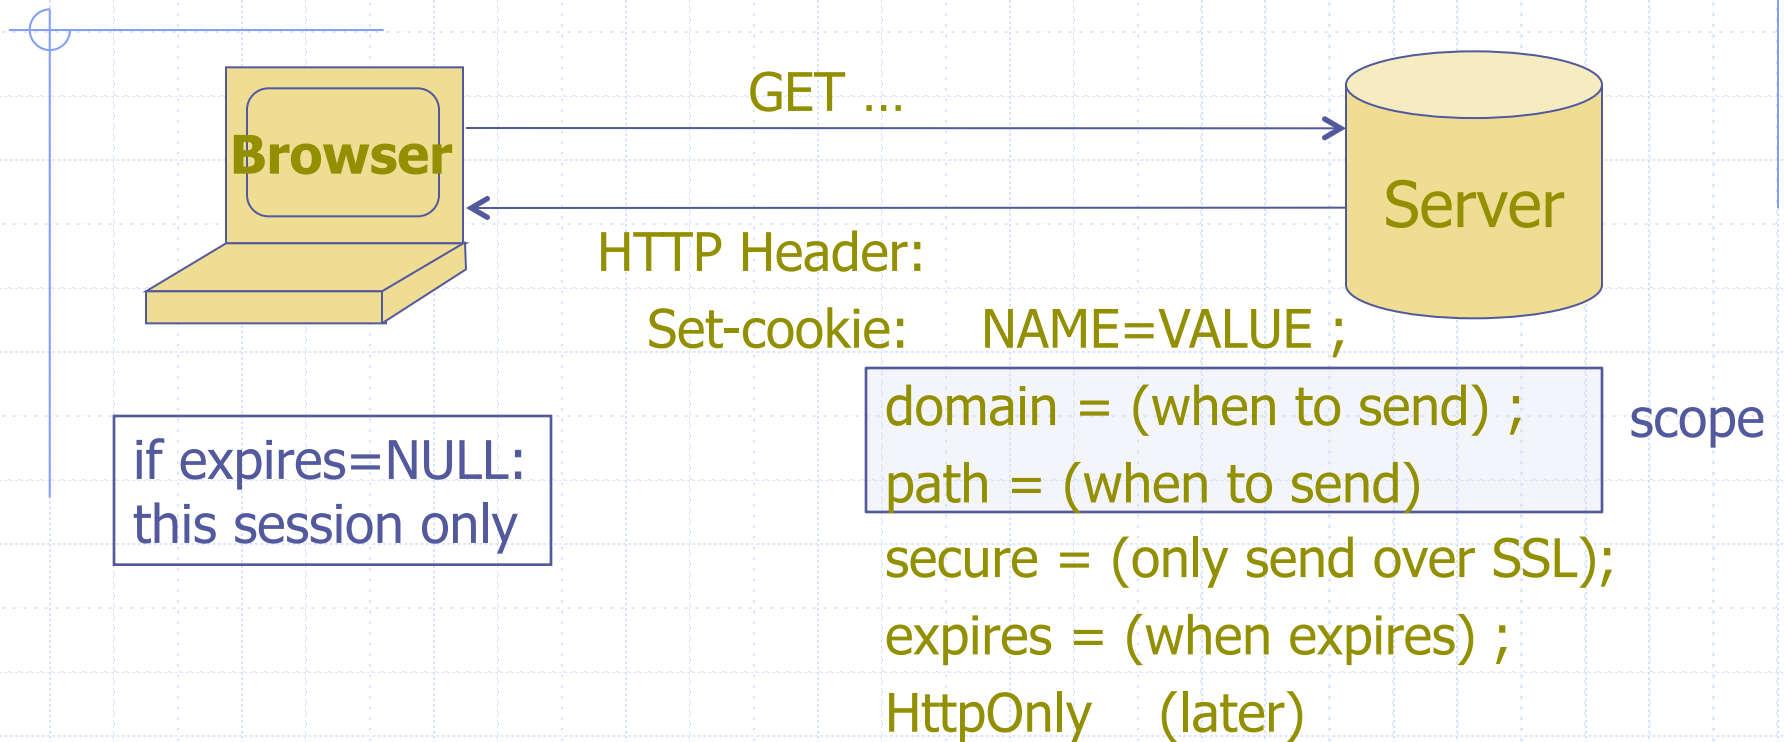 GET ...
Browser
Server
HTTP Header:
Set-cookie: NAME=VALUE ;
domain = (when to send) ;
scope
path = (when to send)
if expires=NULL:
this session only
secure = (only send over SSL);
expires = (when expires) ;
HttpOnly (later)